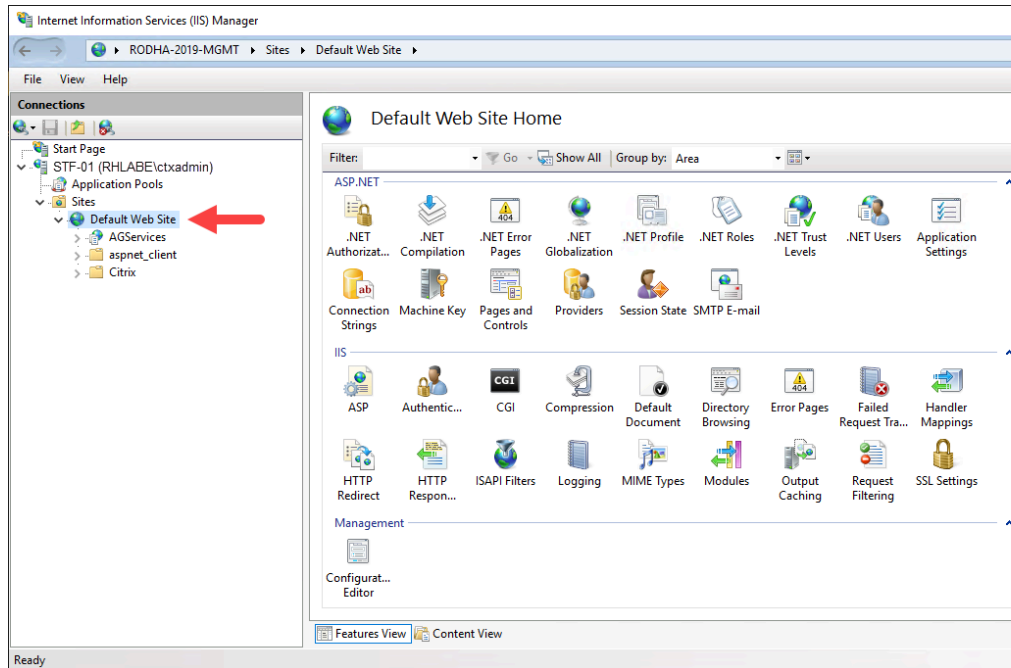 Internet Information Services (IIS) Manager
RODHA-2019-MGMT Sites Default Web Site
File View Help
Connections
Start Page
STF-01 (RHLABE\ctxadmin)
Application Pools
Sites
Default Web Site
AGServices
aspnet_client
Citrix
Default Web Site Home
Filter: Go Show All Group by: Area
ASP.NET
.NET .NET .NET Error .NET .NET Profile .NET Roles .NET Trust .NET Users Application
Authorizat... Compilation Pages Globalization Levels Settings
Connection Machine Key Pages and Providers Session State SMTP E-mail
Strings Controls
IIS
ASP Authentic... CGI Compression Default Directory Error Pages Failed Handler
Document Browsing Request Tra... Mappings
HTTP HTTP ISAPI Filters Logging MIME Types Modules Output Request SSL Settings
Redirect Respon... Caching Filtering
Management
Configurat...
Editor
Features View Content View
Ready